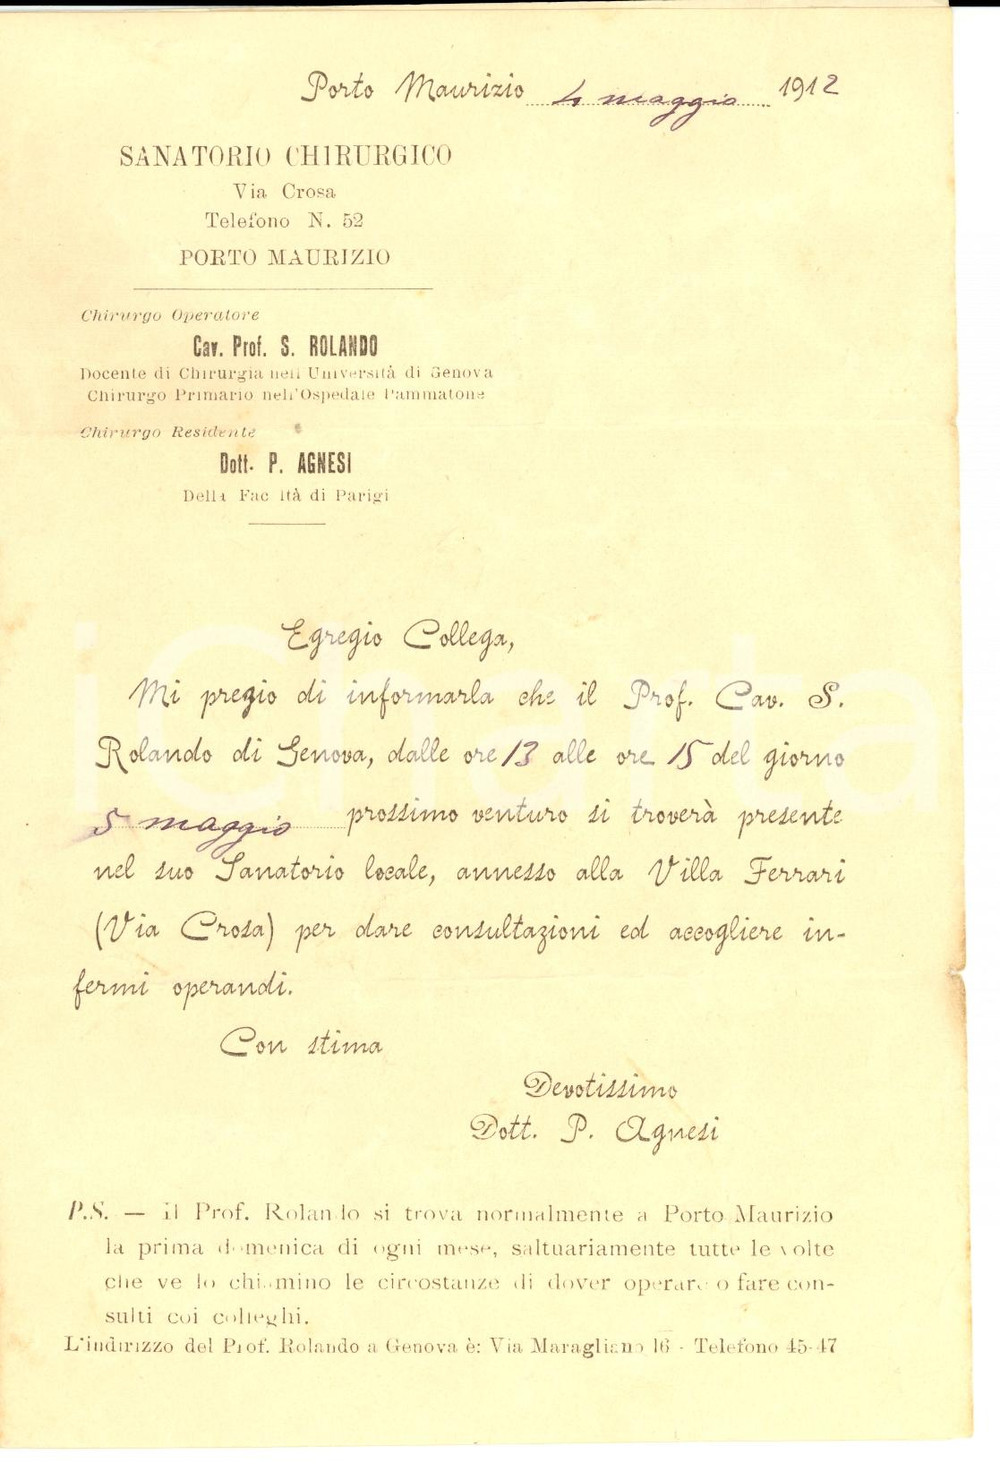 Porto Maurizio 4 maggio 1912
SANATORIO CHIRURGICO
Via Crosa
Telefono N. 52
PORTO MAURIZIO
Chirurgo Operatore
Cav. Prof. S. ROLANDO
Docente di Chirurgia nell Università di Genova
Chirurgo Primario nell'Ospedale Pammatone
Chirurgo Residente
Dott. P. AGNESI
Della Fac ltà di Parigi
Egregio Collega,
Mi pregio di informarla che il Prof. Cav. S.
Rolando di Genova, dalle ore 13 alle ore 15 del giorno
5 maggio prossimo venturo si troverà presente
nel suo Sanatorio locale, annesso alla Villa Ferrari
(Via Crosa) per dare consultazioni ed accogliere in-
fermi operandi.
Con stima
Devotissimo
Dott. P. Agnesi
P.S. — il Prof. Rolando si trova normalmente a Porto Maurizio
la prima domenica di ogni mese, saltuariamente tutte le volte
che ve lo chiamino le circostanze di dover operare o fare con-
sulti coi colleghi.
L'indirizzo del Prof. Rolando a Genova è: Via Maragliano 16 - Telefono 45-47